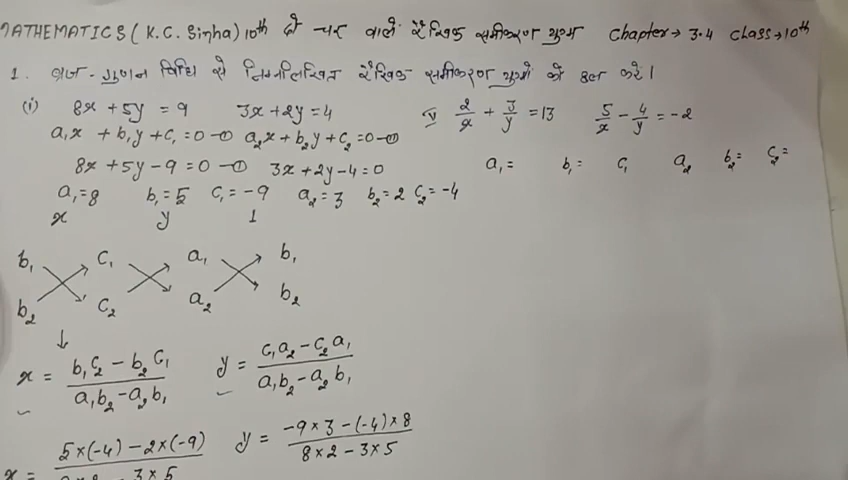 MATHEMATICS ( K.C. Sinha) 10th दो चर वाले रैखिक समीकरण युग्म Chapter → 3.4 Class → 10th
1. व्रज-गुणन विधि से निम्नलिखित रैखिक समीकरण युग्मों को हल करें।
(i) 8x + 5y = 9 3x + 2y = 4 v 2/x + 3/y = 13 5/x - 4/y = -2
a₁x + b₁y + c₁ = 0 -① a₂x + b₂y + c₂ = 0 -①
8x + 5y - 9 = 0 -① 3x + 2y - 4 = 0 a₁ = b₁ = c₁ a₂ b₂ = c₂ =
a₁ = 8 b₁ = 5 c₁ = -9 a₂ = 3 b₂ = 2 c₂ = -4
x y 1
b₁ c₁ a₁ b₁
b₂ c₂ a₂ b₂
x = (b₁c₂ - b₂c₁)/(a₁b₂ - a₂b₁) y = (c₁a₂ - c₂a₁)/(a₁b₂ - a₂b₁)
x = (5×(-4) - 2×(-9))/(8×2 - 3×5) y = (-9×3 - (-4)×8)/(8×2 - 3×5)